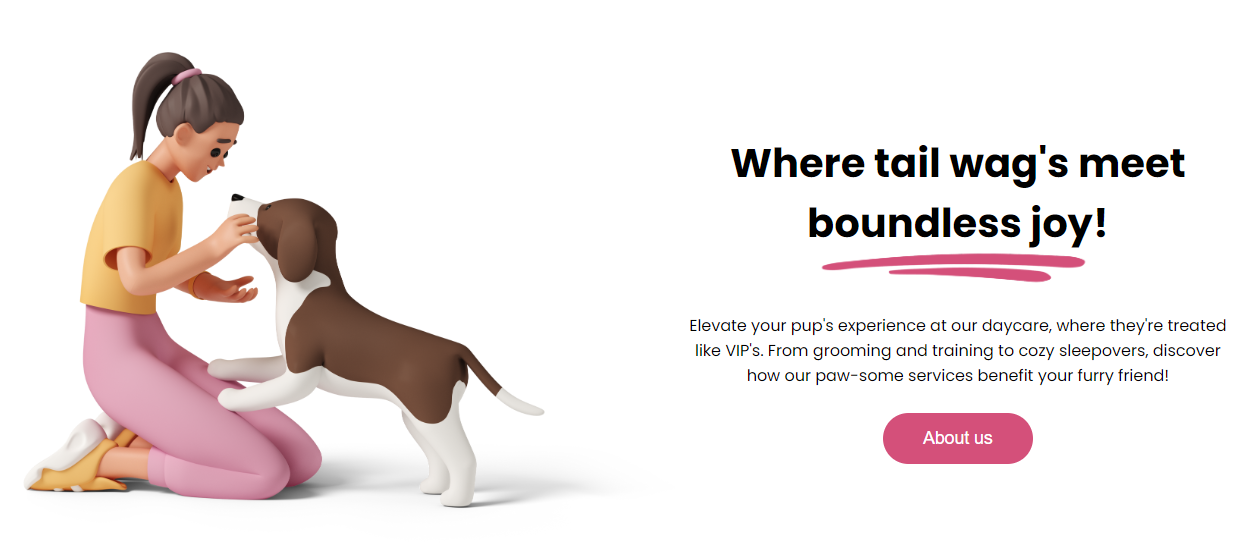 Where tail wag's meet
boundless joy!
Elevate your pup's experience at our daycare, where they're treated
like VIP's. From grooming and training to cozy sleepovers, discover
how our paw-some services benefit your furry friend!
About us